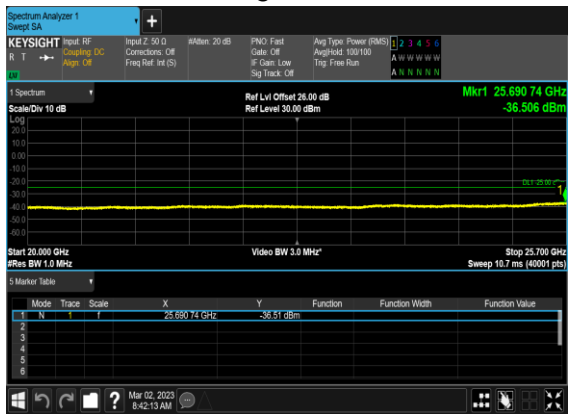 Spectrum Analyzer 1
Swept SA
+
KEYSIGHT Input: RF Input Z: 50 Ω #Atten: 20 dB PNO: Fast Avg Type: Power (RMS) 1 2 3 4 5 6
R T Coupling: DC Corrections: Off Gate: Off Avg|Hold: 100/100 A W W W W W
Align: Off Freq Ref: Int (S) IF Gain: Low Trig: Free Run
Sig Track: Off A N N N N N
1 Spectrum Ref Lvl Offset 26.00 dB Mkr1 25.690 74 GHz
Scale/Div 10 dB Ref Level 30.00 dBm -36.506 dBm
Log
20.0
10.0
0.00
-10.0
-20.0
-30.0
-40.0
-50.0
-60.0
1
Start 20.000 GHz Video BW 3.0 MHz* Stop 25.700 GHz
#Res BW 1.0 MHz Sweep 10.7 ms (40001 pts)
5 Marker Table
Mode Trace Scale X Y Function Function Width Function Value
1 N 1 f 25.690 74 GHz -36.51 dBm
2
3
4
5
6
? Mar 02, 2023
8:42:13 AM